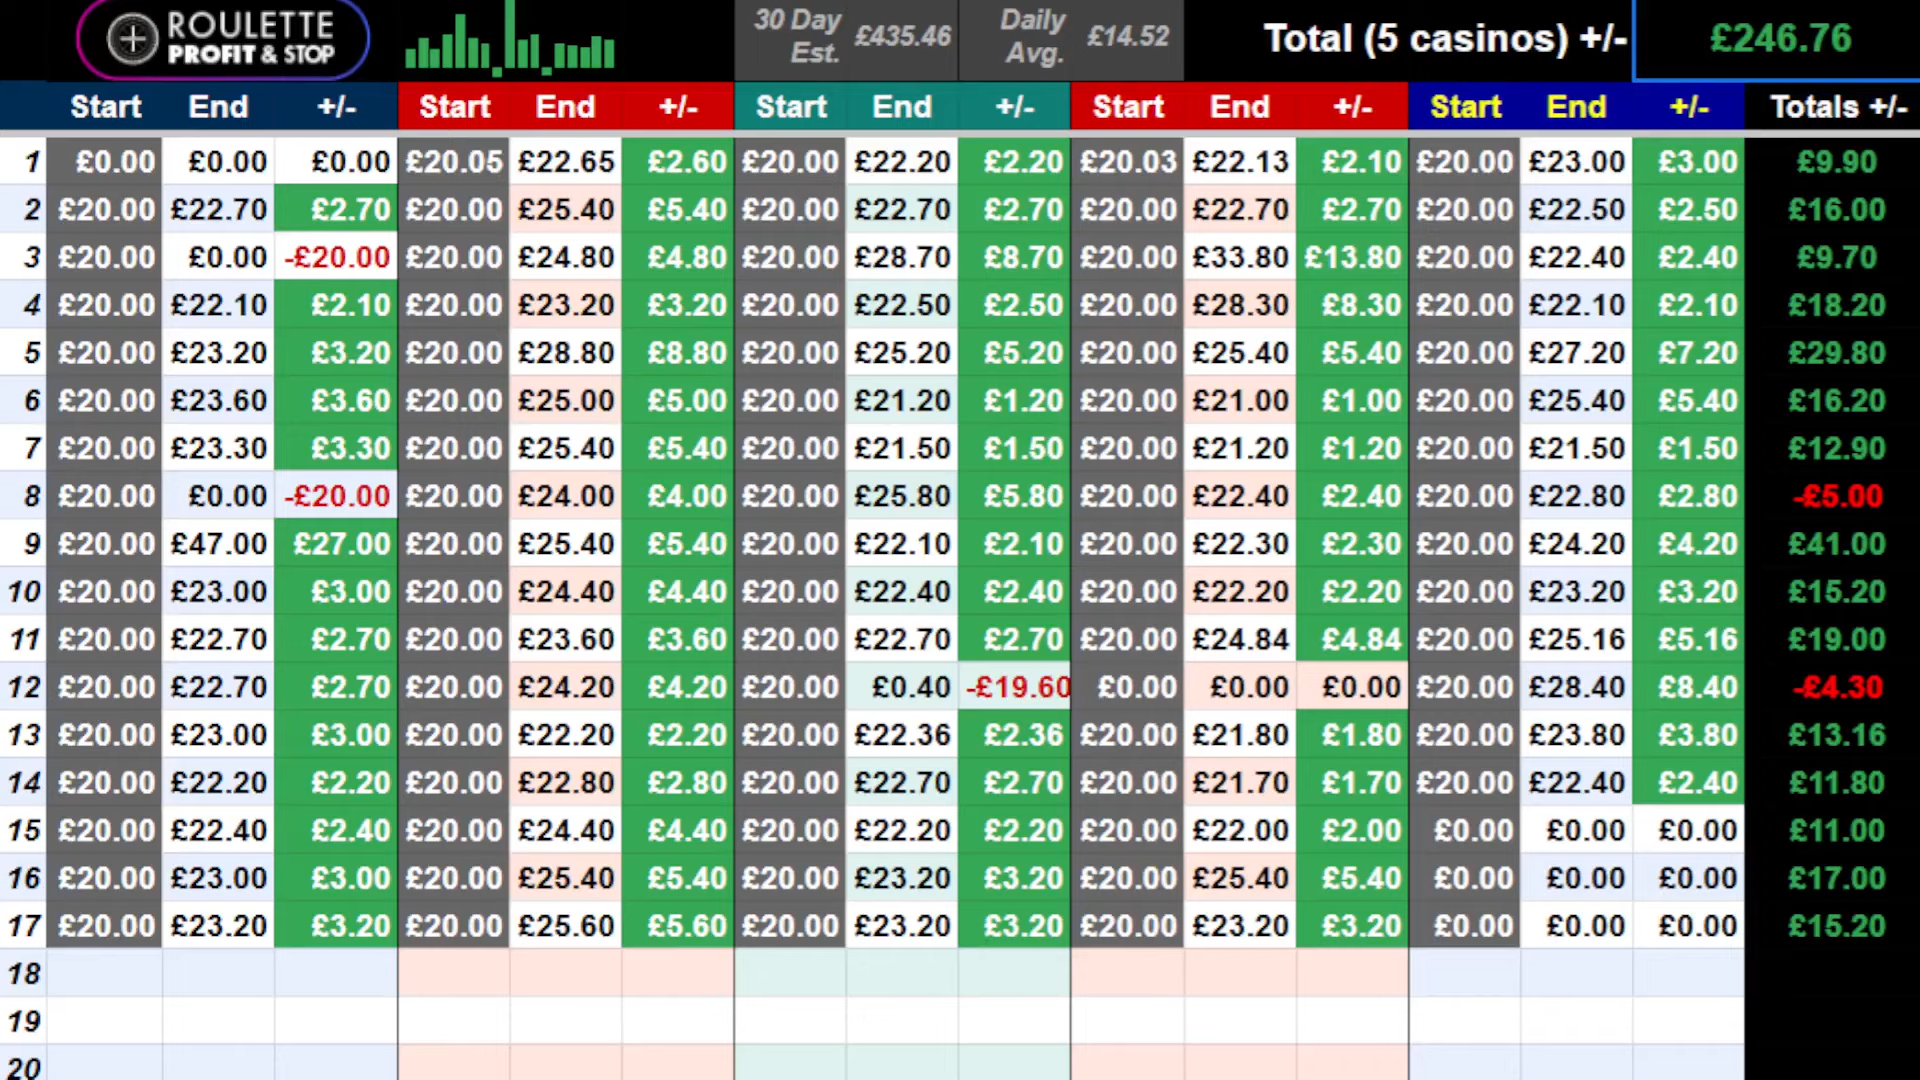 ROULETTE
PROFIT & STOP
30 Day Est. £435.46 Daily Avg. £14.52 Total (5 casinos) +/- £246.76
Start End +/- Start End +/- Start End +/- Start End +/- Start End +/- Totals +/-
1 £0.00 £0.00 £0.00 £20.05 £22.65 £2.60 £20.00 £22.20 £2.20 £20.03 £22.13 £2.10 £20.00 £23.00 £3.00 £9.90
2 £20.00 £22.70 £2.70 £20.00 £25.40 £5.40 £20.00 £22.70 £2.70 £20.00 £22.70 £2.70 £20.00 £22.50 £2.50 £16.00
3 £20.00 £0.00 -£20.00 £20.00 £24.80 £4.80 £20.00 £28.70 £8.70 £20.00 £33.80 £13.80 £20.00 £22.40 £2.40 £9.70
4 £20.00 £22.10 £2.10 £20.00 £23.20 £3.20 £20.00 £22.50 £2.50 £20.00 £28.30 £8.30 £20.00 £22.10 £2.10 £18.20
5 £20.00 £23.20 £3.20 £20.00 £28.80 £8.80 £20.00 £25.20 £5.20 £20.00 £25.40 £5.40 £20.00 £27.20 £7.20 £29.80
6 £20.00 £23.60 £3.60 £20.00 £25.00 £5.00 £20.00 £21.20 £1.20 £20.00 £21.00 £1.00 £20.00 £25.40 £5.40 £16.20
7 £20.00 £23.30 £3.30 £20.00 £25.40 £5.40 £20.00 £21.50 £1.50 £20.00 £21.20 £1.20 £20.00 £21.50 £1.50 £12.90
8 £20.00 £0.00 -£20.00 £20.00 £24.00 £4.00 £20.00 £25.80 £5.80 £20.00 £22.40 £2.40 £20.00 £22.80 £2.80 -£5.00
9 £20.00 £47.00 £27.00 £20.00 £25.40 £5.40 £20.00 £22.10 £2.10 £20.00 £22.30 £2.30 £20.00 £24.20 £4.20 £41.00
10 £20.00 £23.00 £3.00 £20.00 £24.40 £4.40 £20.00 £22.40 £2.40 £20.00 £22.20 £2.20 £20.00 £23.20 £3.20 £15.20
11 £20.00 £22.70 £2.70 £20.00 £23.60 £3.60 £20.00 £22.70 £2.70 £20.00 £24.84 £4.84 £20.00 £25.16 £5.16 £19.00
12 £20.00 £22.70 £2.70 £20.00 £24.20 £4.20 £20.00 £0.40 -£19.60 £0.00 £0.00 £0.00 £20.00 £28.40 £8.40 -£4.30
13 £20.00 £23.00 £3.00 £20.00 £22.20 £2.20 £20.00 £22.36 £2.36 £20.00 £21.80 £1.80 £20.00 £23.80 £3.80 £13.16
14 £20.00 £22.20 £2.20 £20.00 £22.80 £2.80 £20.00 £22.70 £2.70 £20.00 £21.70 £1.70 £20.00 £22.40 £2.40 £11.80
15 £20.00 £22.40 £2.40 £20.00 £24.40 £4.40 £20.00 £22.20 £2.20 £20.00 £22.00 £2.00 £0.00 £0.00 £0.00 £11.00
16 £20.00 £23.00 £3.00 £20.00 £25.40 £5.40 £20.00 £23.20 £3.20 £20.00 £25.40 £5.40 £0.00 £0.00 £0.00 £17.00
17 £20.00 £23.20 £3.20 £20.00 £25.60 £5.60 £20.00 £23.20 £3.20 £20.00 £23.20 £3.20 £0.00 £0.00 £0.00 £15.20
18
19
20